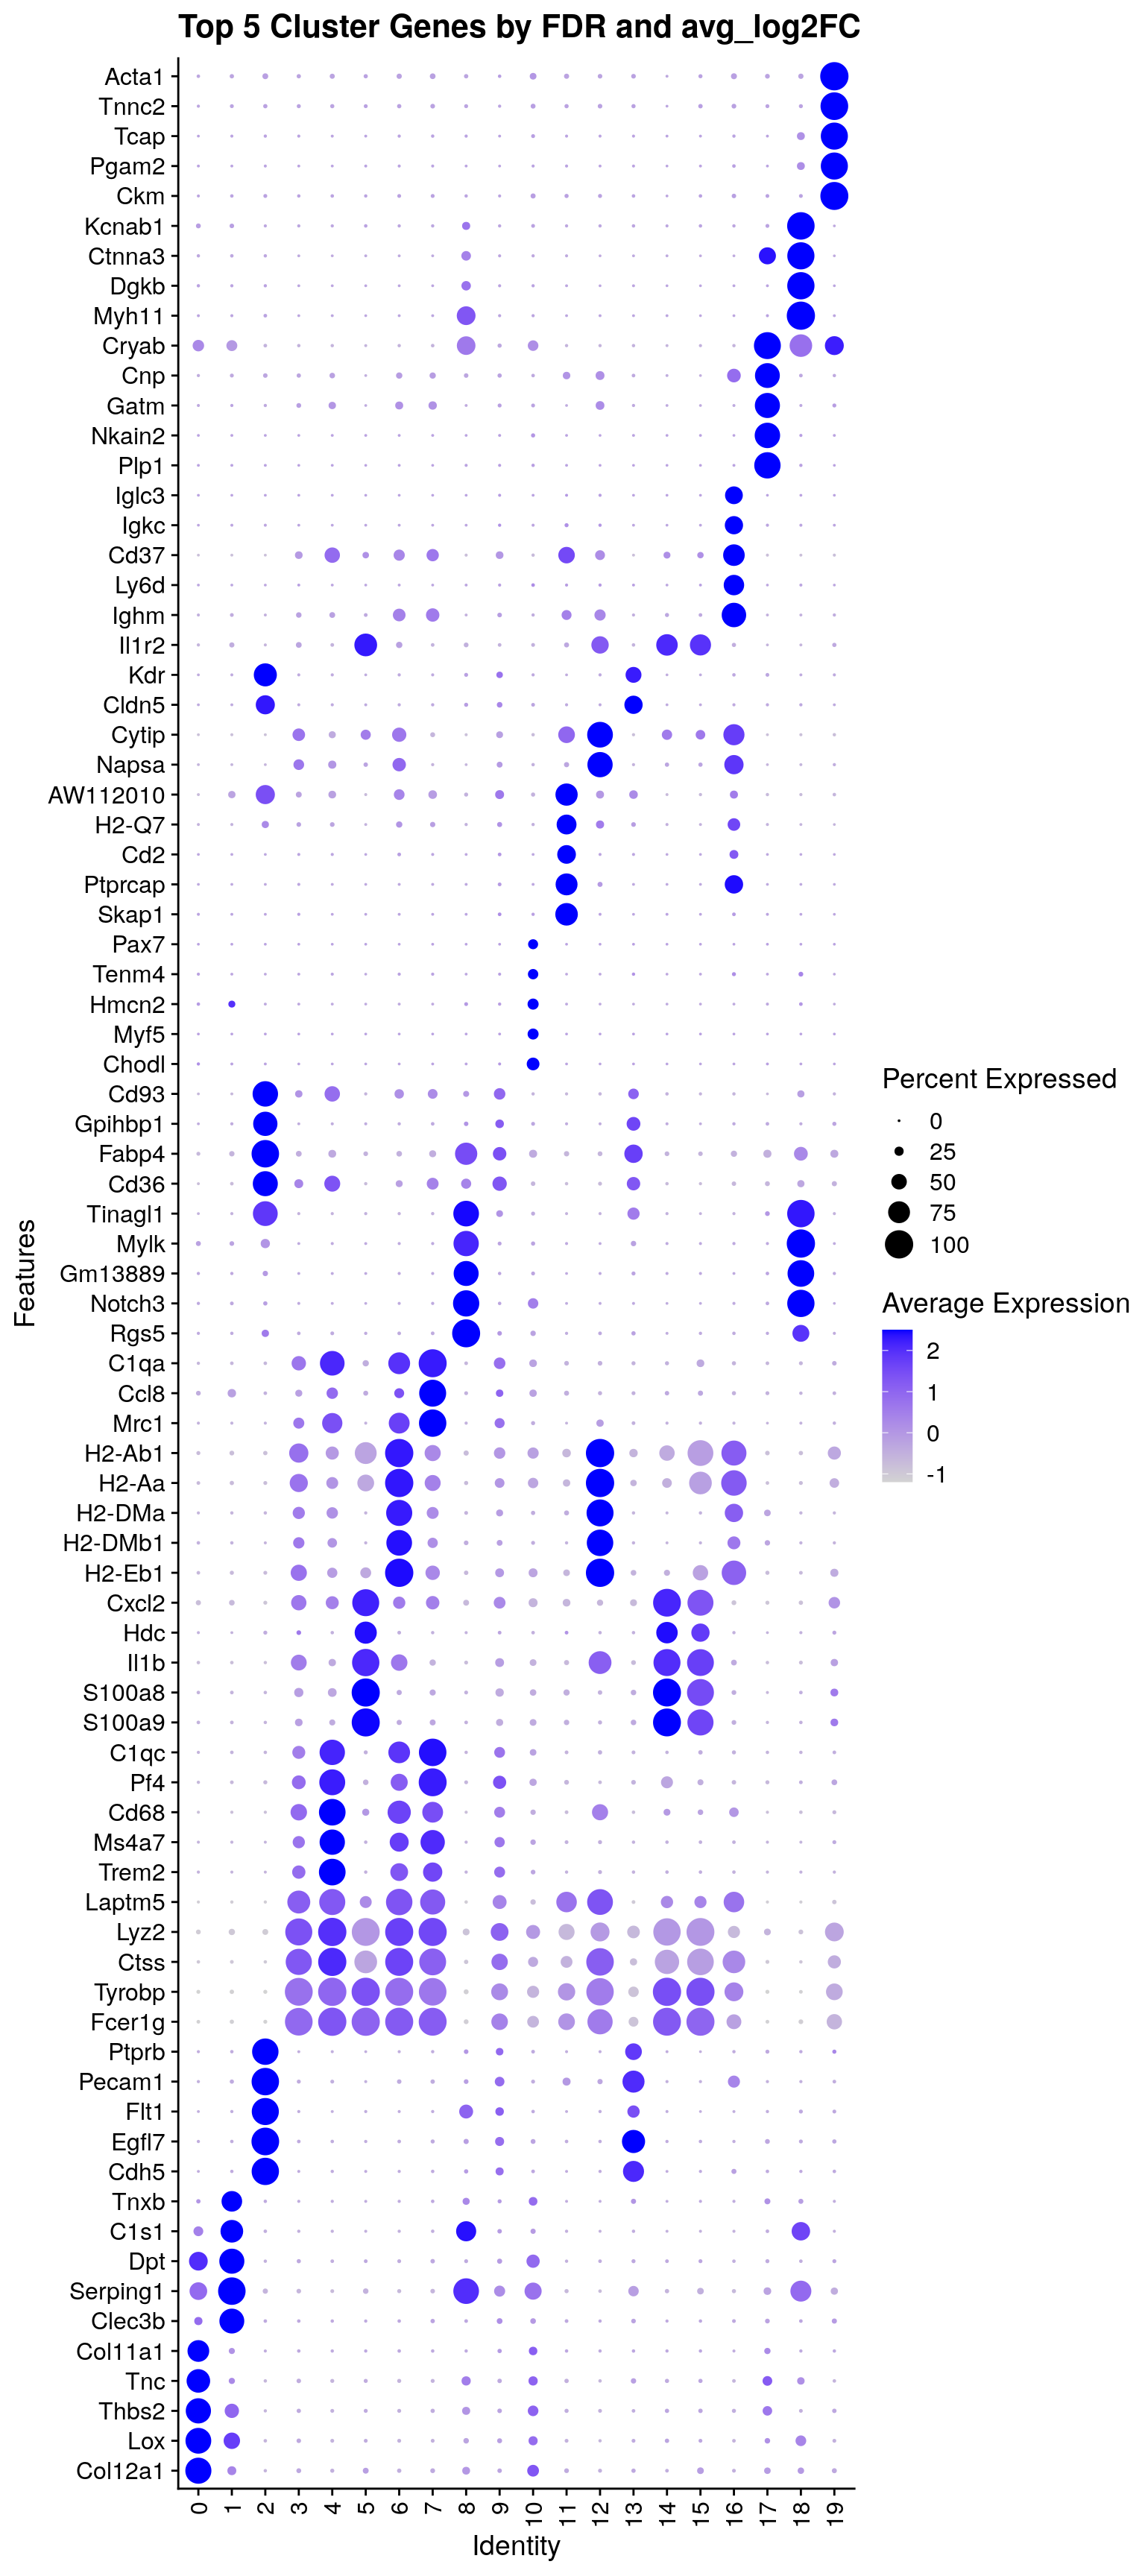 Top 5 Cluster Genes by FDR and avg_log2FC
Features
Acta1
Tnnc2
Tcap
Pgam2
Ckm
Kcnab1
Ctnna3
Dgkb
Myh11
Cryab
Cnp
Gatm
Nkain2
Plp1
Iglc3
Igkc
Cd37
Ly6d
Ighm
Il1r2
Kdr
Cldn5
Cytip
Napsa
AW112010
H2-Q7
Cd2
Ptprcap
Skap1
Pax7
Tenm4
Hmcn2
Myf5
Chodl
Cd93
Gpihbp1
Fabp4
Cd36
Tinagl1
Mylk
Gm13889
Notch3
Rgs5
C1qa
Ccl8
Mrc1
H2-Ab1
H2-Aa
H2-DMa
H2-DMb1
H2-Eb1
Cxcl2
Hdc
Il1b
S100a8
S100a9
C1qc
Pf4
Cd68
Ms4a7
Trem2
Laptm5
Lyz2
Ctss
Tyrobp
Fcer1g
Ptprb
Pecam1
Flt1
Egfl7
Cdh5
Tnxb
C1s1
Dpt
Serping1
Clec3b
Col11a1
Tnc
Thbs2
Lox
Col12a1
0 1 2 3 4 5 6 7 8 9 10 11 12 13 14 15 16 17 18 19
Identity
Percent Expressed
0
25
50
75
100
Average Expression
2
1
0
-1